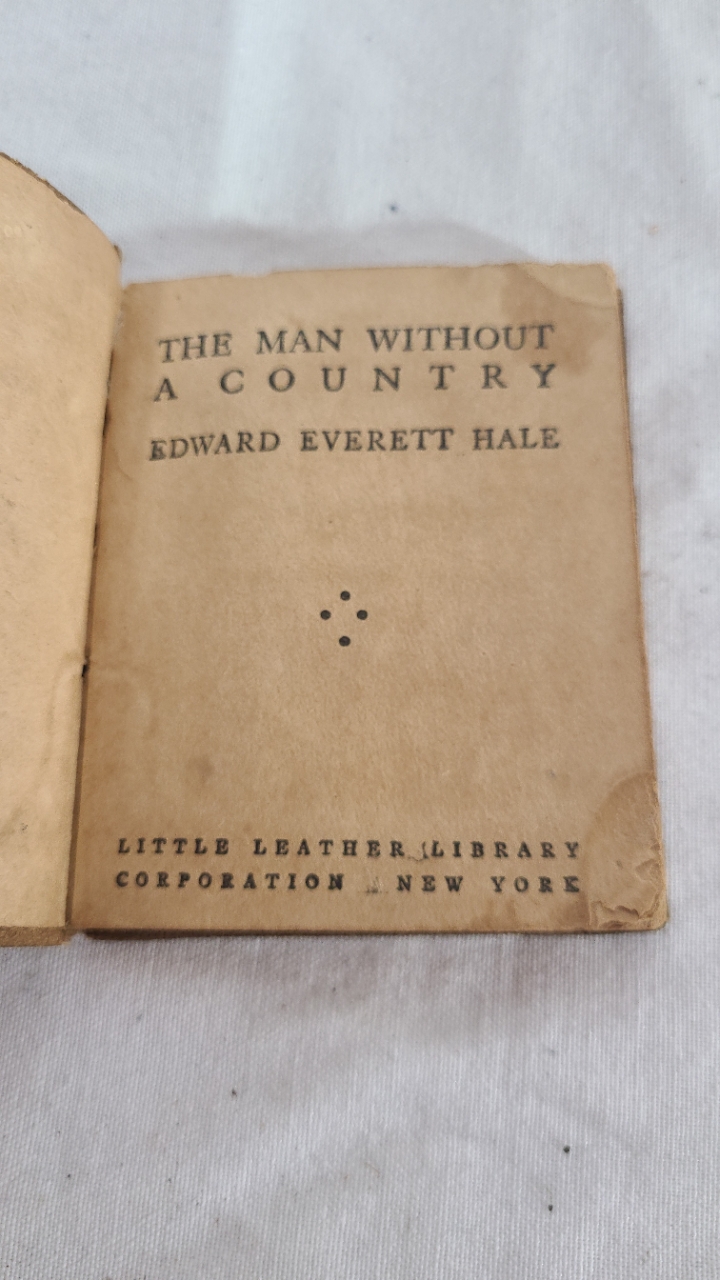 THE MAN WITHOUT
A COUNTRY
EDWARD EVERETT HALE
LITTLE LEATHER LIBRARY
CORPORATION NEW YORK